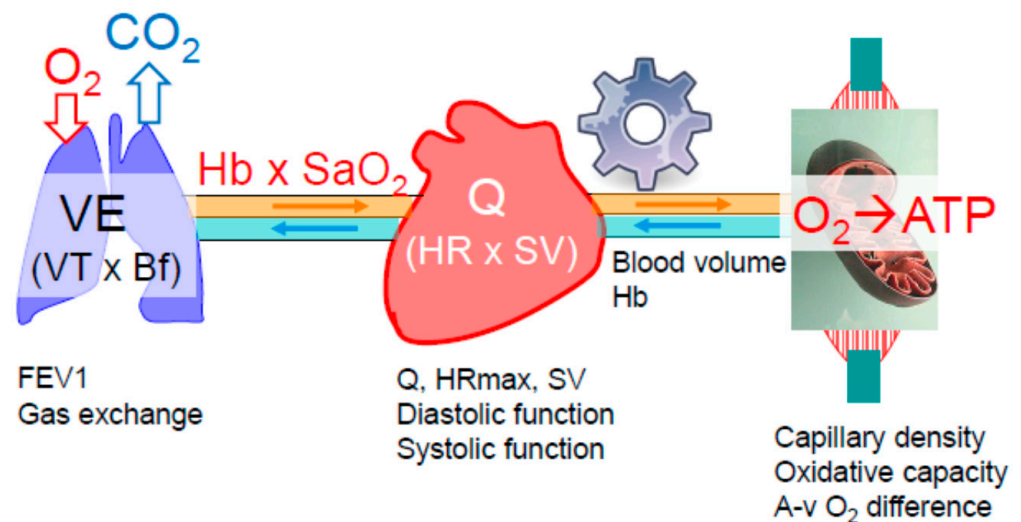 CO₂
O₂
Hb x SaO₂
VE
(VT x Bf)
Q
(HR x SV)
O₂→ATP
Blood volume
Hb
FEV1
Gas exchange
Q, HRmax, SV
Diastolic function
Systolic function
Capillary density
Oxidative capacity
A-v O₂ difference